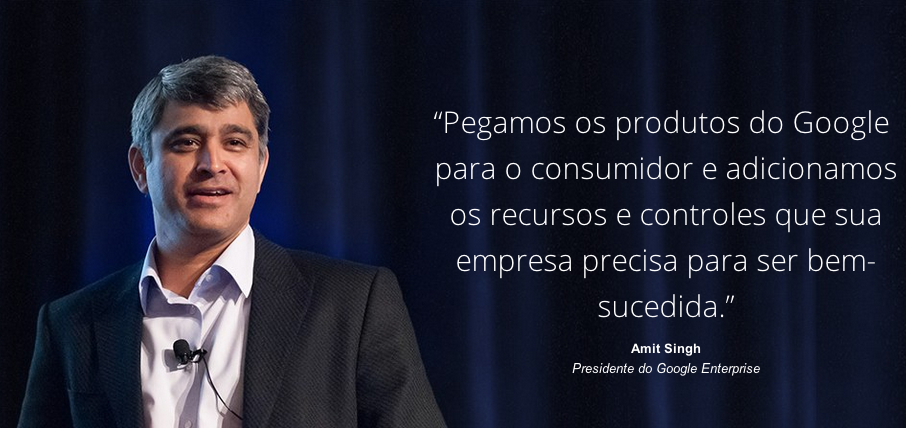 “Pegamos os produtos do Google
para o consumidor e adicionamos
os recursos e controles que sua
empresa precisa para ser bem-
sucedida.”
Amit Singh
Presidente do Google Enterprise